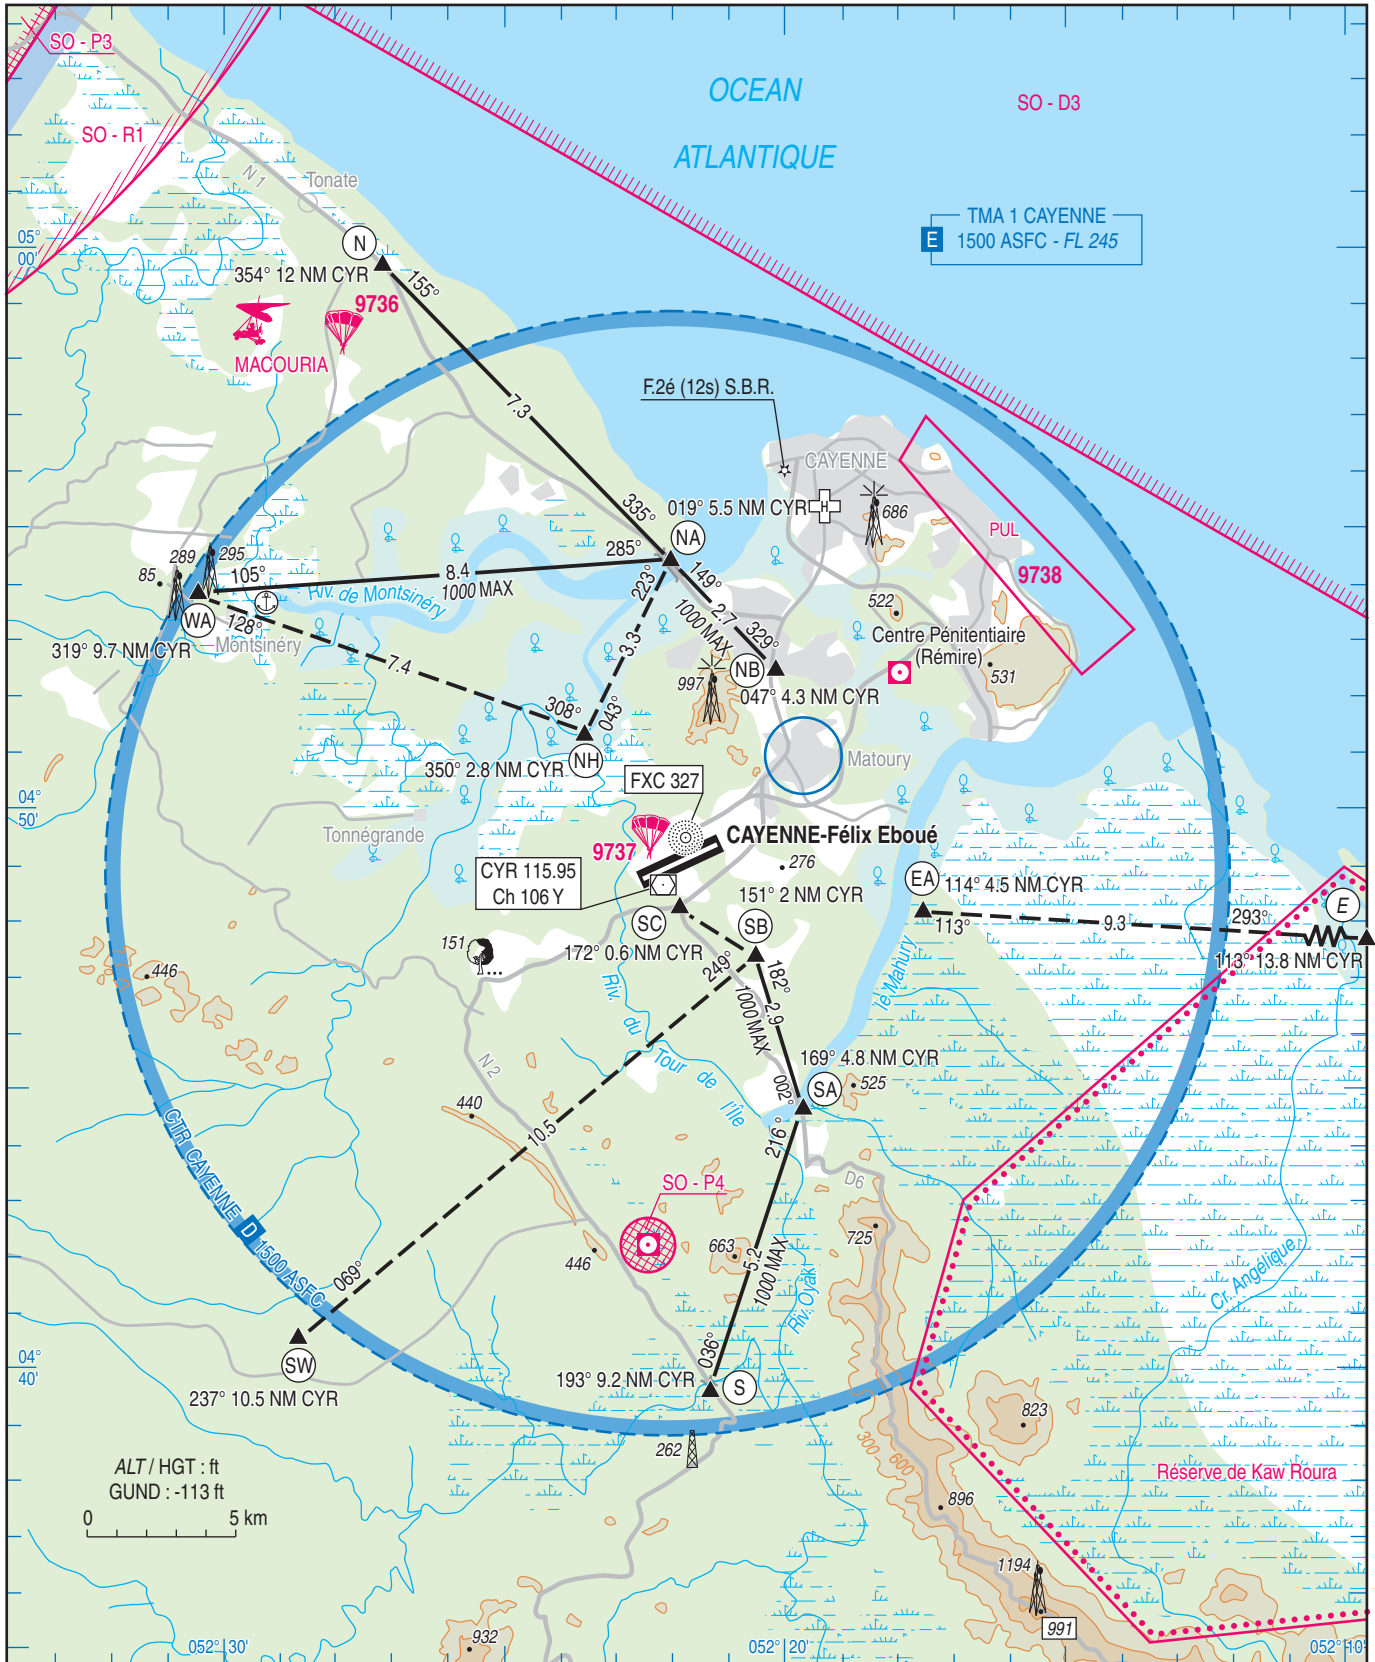 SO - P3
OCEAN
ATLANTIQUE
SO - D3
SO - R1
N 1
Tonate
TMA 1 CAYENNE
E 1500 ASFC - FL 245
05°
00'
N
354° 12 NM CYR
155°
9736
MACOURIA
7.3
F.2é (12s) S.B.R.
CAYENNE
335°
019° 5.5 NM CYR
H
686
PUL
9738
NA
285°
289
295
85
105°
8.4
1000 MAX
223°
149°
2.7
1000 MAX
329°
Riv. de Montsinéry
WA
128°
Montsinéry
319° 9.7 NM CYR
7.4
3.3
522
Centre Pénitentiaire
(Rémire)
531
997
NB
047° 4.3 NM CYR
308°
043°
NH
350° 2.8 NM CYR
Matoury
FXC 327
04°
50'
Tonnégrande
9737
CAYENNE-Félix Eboué
CYR 115.95
Ch 106 Y
276
151° 2 NM CYR
EA
114° 4.5 NM CYR
113°
9.3
293°
E
113° 13.8 NM CYR
SC
SB
172° 0.6 NM CYR
151
249°
182°
2.9
1000 MAX
002°
le Mahury
446
Riv.
du
Tour de
l'Île
169° 4.8 NM CYR
SA
525
N 2
440
10.5
216°
D6
CTR CAYENNE D 1500 ASFC
SO - P4
663
446
725
5.2
1000 MAX
Riv. Oyak
Cr. Angélique
069°
SW
237° 10.5 NM CYR
04°
40'
036°
193° 9.2 NM CYR
S
823
262
300
600
ALT / HGT : ft
GUND : -113 ft
0 5 km
Réserve de Kaw Roura
896
1194
991
932
052° 30'
052° 20'
052° 10'